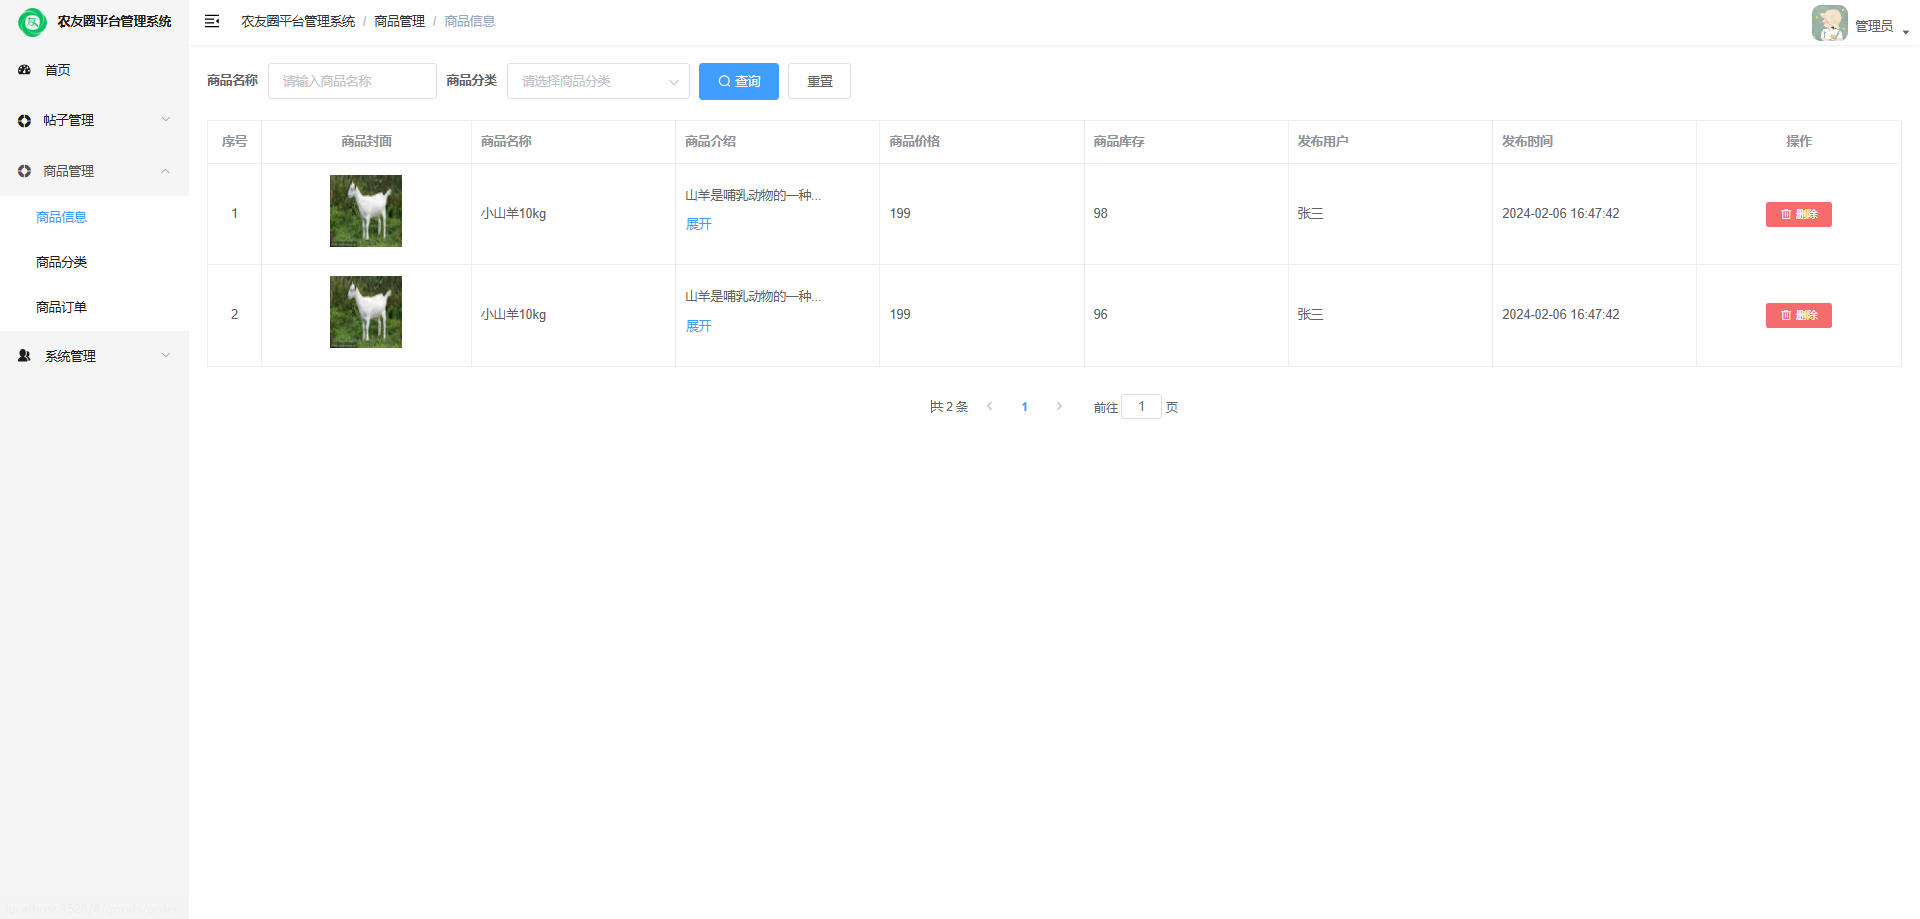 农友圈平台管理系统
农友圈平台管理系统 / 商品管理 / 商品信息
管理员
首页
帖子管理
商品管理
商品信息
商品分类
商品订单
系统管理
商品名称 请输入商品名称 商品分类 请选择商品分类 查询 重置
序号 商品封面 商品名称 商品介绍 商品价格 商品库存 发布用户 发布时间 操作
1 小山羊10kg 山羊是哺乳动物的一种... 199 98 张三 2024-02-06 16:47:42 删除
展开
2 小山羊10kg 山羊是哺乳动物的一种... 199 96 张三 2024-02-06 16:47:42 删除
展开
共 2 条 1 前往 1 页